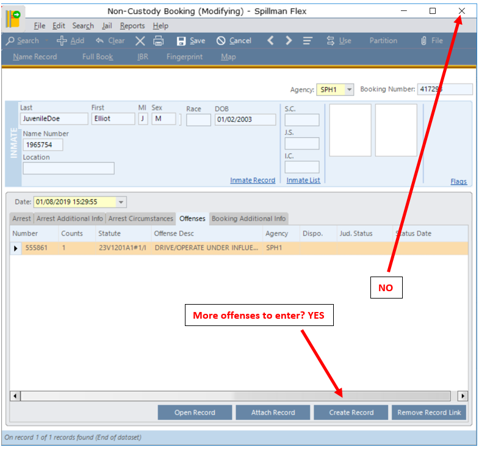 Non-Custody Booking (Modifying) - Spillman Flex
File Edit Search Jail Reports Help
Search Add Clear Save Cancel Use Partition File
Name Record Full Book IBR Fingerprint Map
Agency: SPH1 Booking Number: 417293
Last First MI Sex Race DOB S.C.
JuvenileDoe Elliot J M 01/02/2003
Name Number J.S.
1965754
Location I.C.
INMATE
Inmate Record Inmate List Flags
Date: 01/08/2019 15:29:55
Arrest Arrest Additional Info Arrest Circumstances Offenses Booking Additional Info
Number Counts Statute Offense Desc Agency Dispo. Jud. Status Status Date
555861 1 23V1201A#1/I DRIVE/OPERATE UNDER INFLUE... SPH1
NO
More offenses to enter? YES
Open Record Attach Record Create Record Remove Record Link
On record 1 of 1 records found (End of dataset)